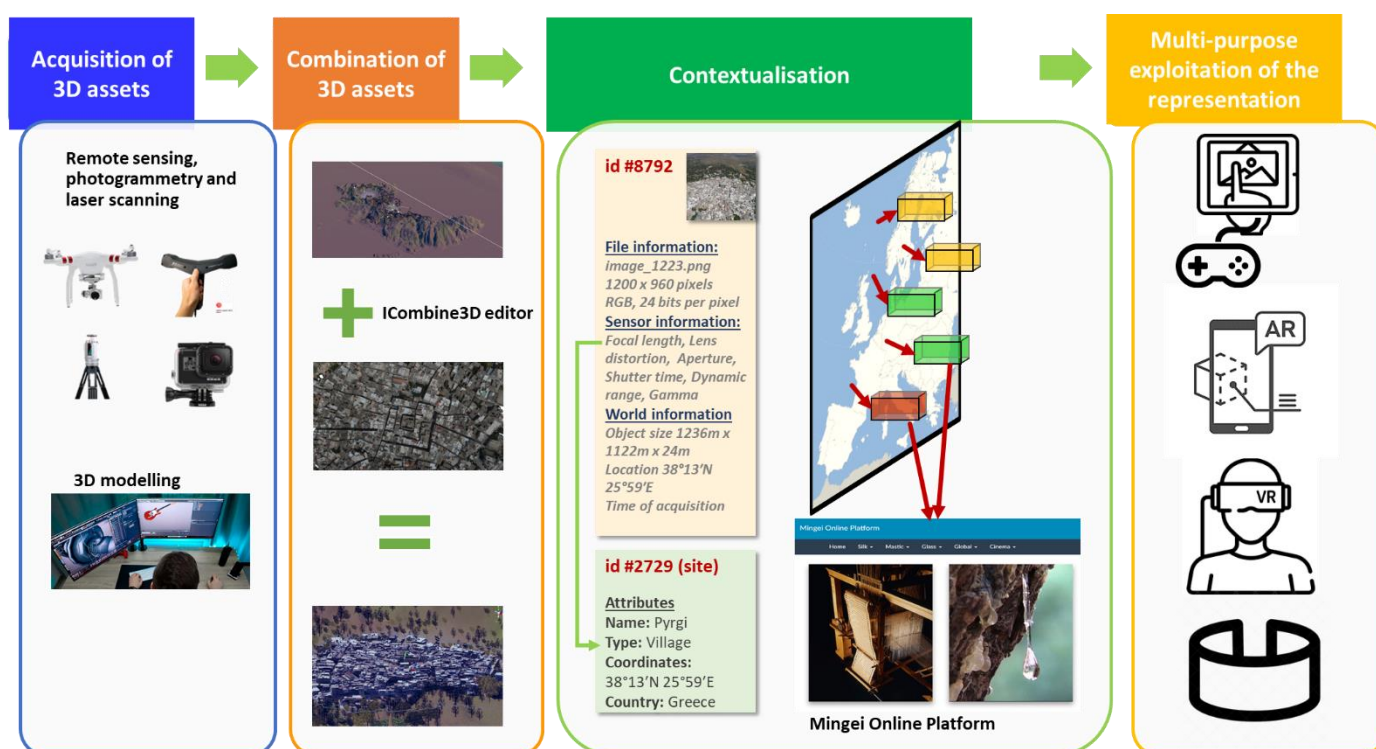 Acquisition of
3D assets
Combination of
3D assets
Contextualisation
Multi-purpose
exploitation of the
representation
Remote sensing,
photogrammetry and
laser scanning
3D modelling
ICombine3D editor
id #8792
File information:
image_1223.png
1200 x 960 pixels
RGB, 24 bits per pixel
Sensor information:
Focal length, Lens
distortion, Aperture,
Shutter time, Dynamic
range, Gamma
World information
Object size 1236m x
1122m x 24m
Location 38°13'N
25°59'E
Time of acquisition
id #2729 (site)
Attributes
Name: Pyrgi
Type: Village
Coordinates:
38°13'N 25°59'E
Country: Greece
Mingei Online Platform
Home Silk Mastic Glass Global Cinema
Mingei Online Platform
AR
VR